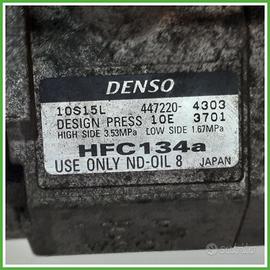 DENSO
10S15L 447220-4303
DESIGN PRESS 10E 3701
HIGH SIDE 3.53MPa LOW SIDE 1.67MPa
HFC134a
USE ONLY ND-OIL 8 JAPAN
subito